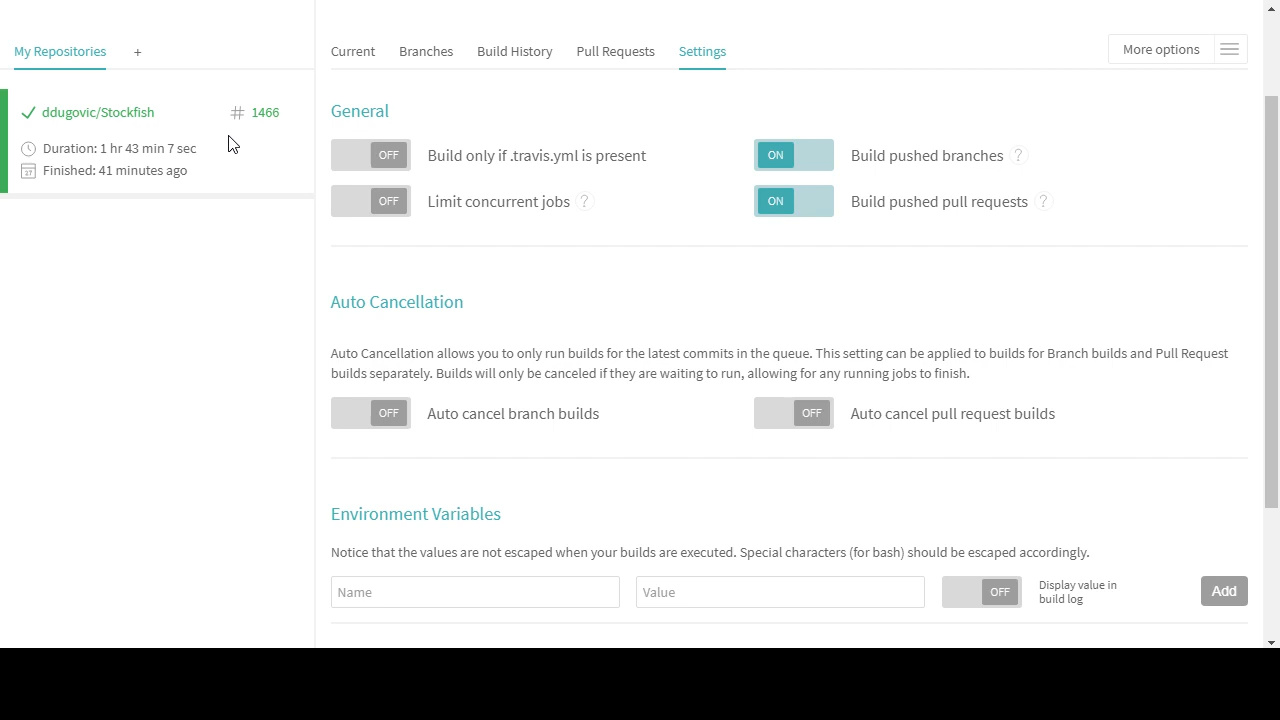 My Repositories +
Current Branches Build History Pull Requests Settings More options
ddugovic/Stockfish # 1466
Duration: 1 hr 43 min 7 sec
27 Finished: 41 minutes ago
General
OFF Build only if .travis.yml is present ON Build pushed branches ?
OFF Limit concurrent jobs ? ON Build pushed pull requests ?
Auto Cancellation
Auto Cancellation allows you to only run builds for the latest commits in the queue. This setting can be applied to builds for Branch builds and Pull Request
builds separately. Builds will only be canceled if they are waiting to run, allowing for any running jobs to finish.
OFF Auto cancel branch builds OFF Auto cancel pull request builds
Environment Variables
Notice that the values are not escaped when your builds are executed. Special characters (for bash) should be escaped accordingly.
Name Value OFF Display value in
build log
Add